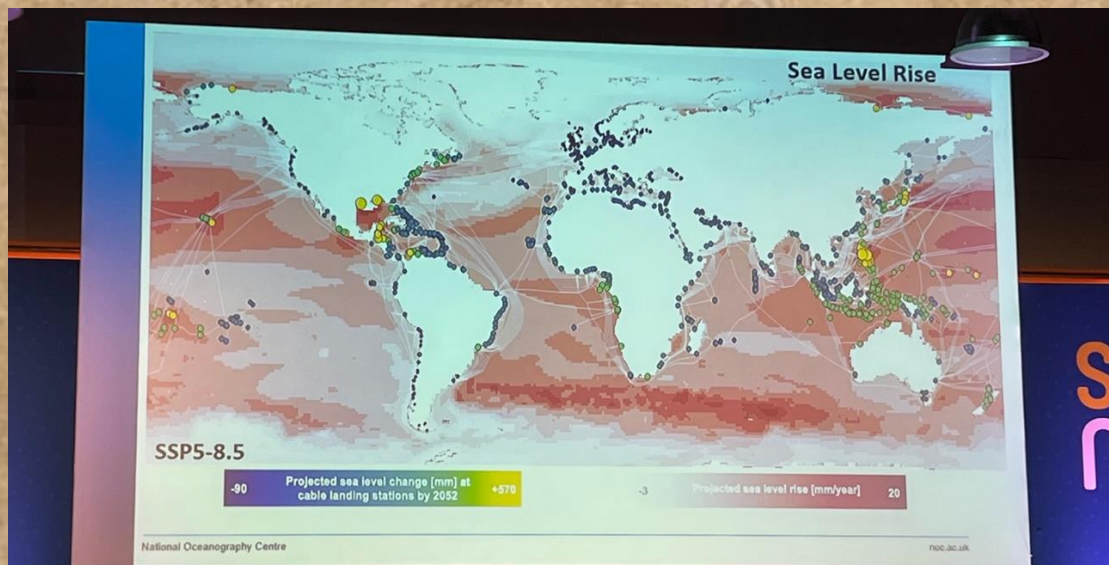 Sea Level Rise
SSP5-8.5
-90
Projected sea level change [mm] at
cable landing stations by 2052
+570
-3
Projected sea level rise [mm/year]
20
National Oceanography Centre
noc.ac.uk